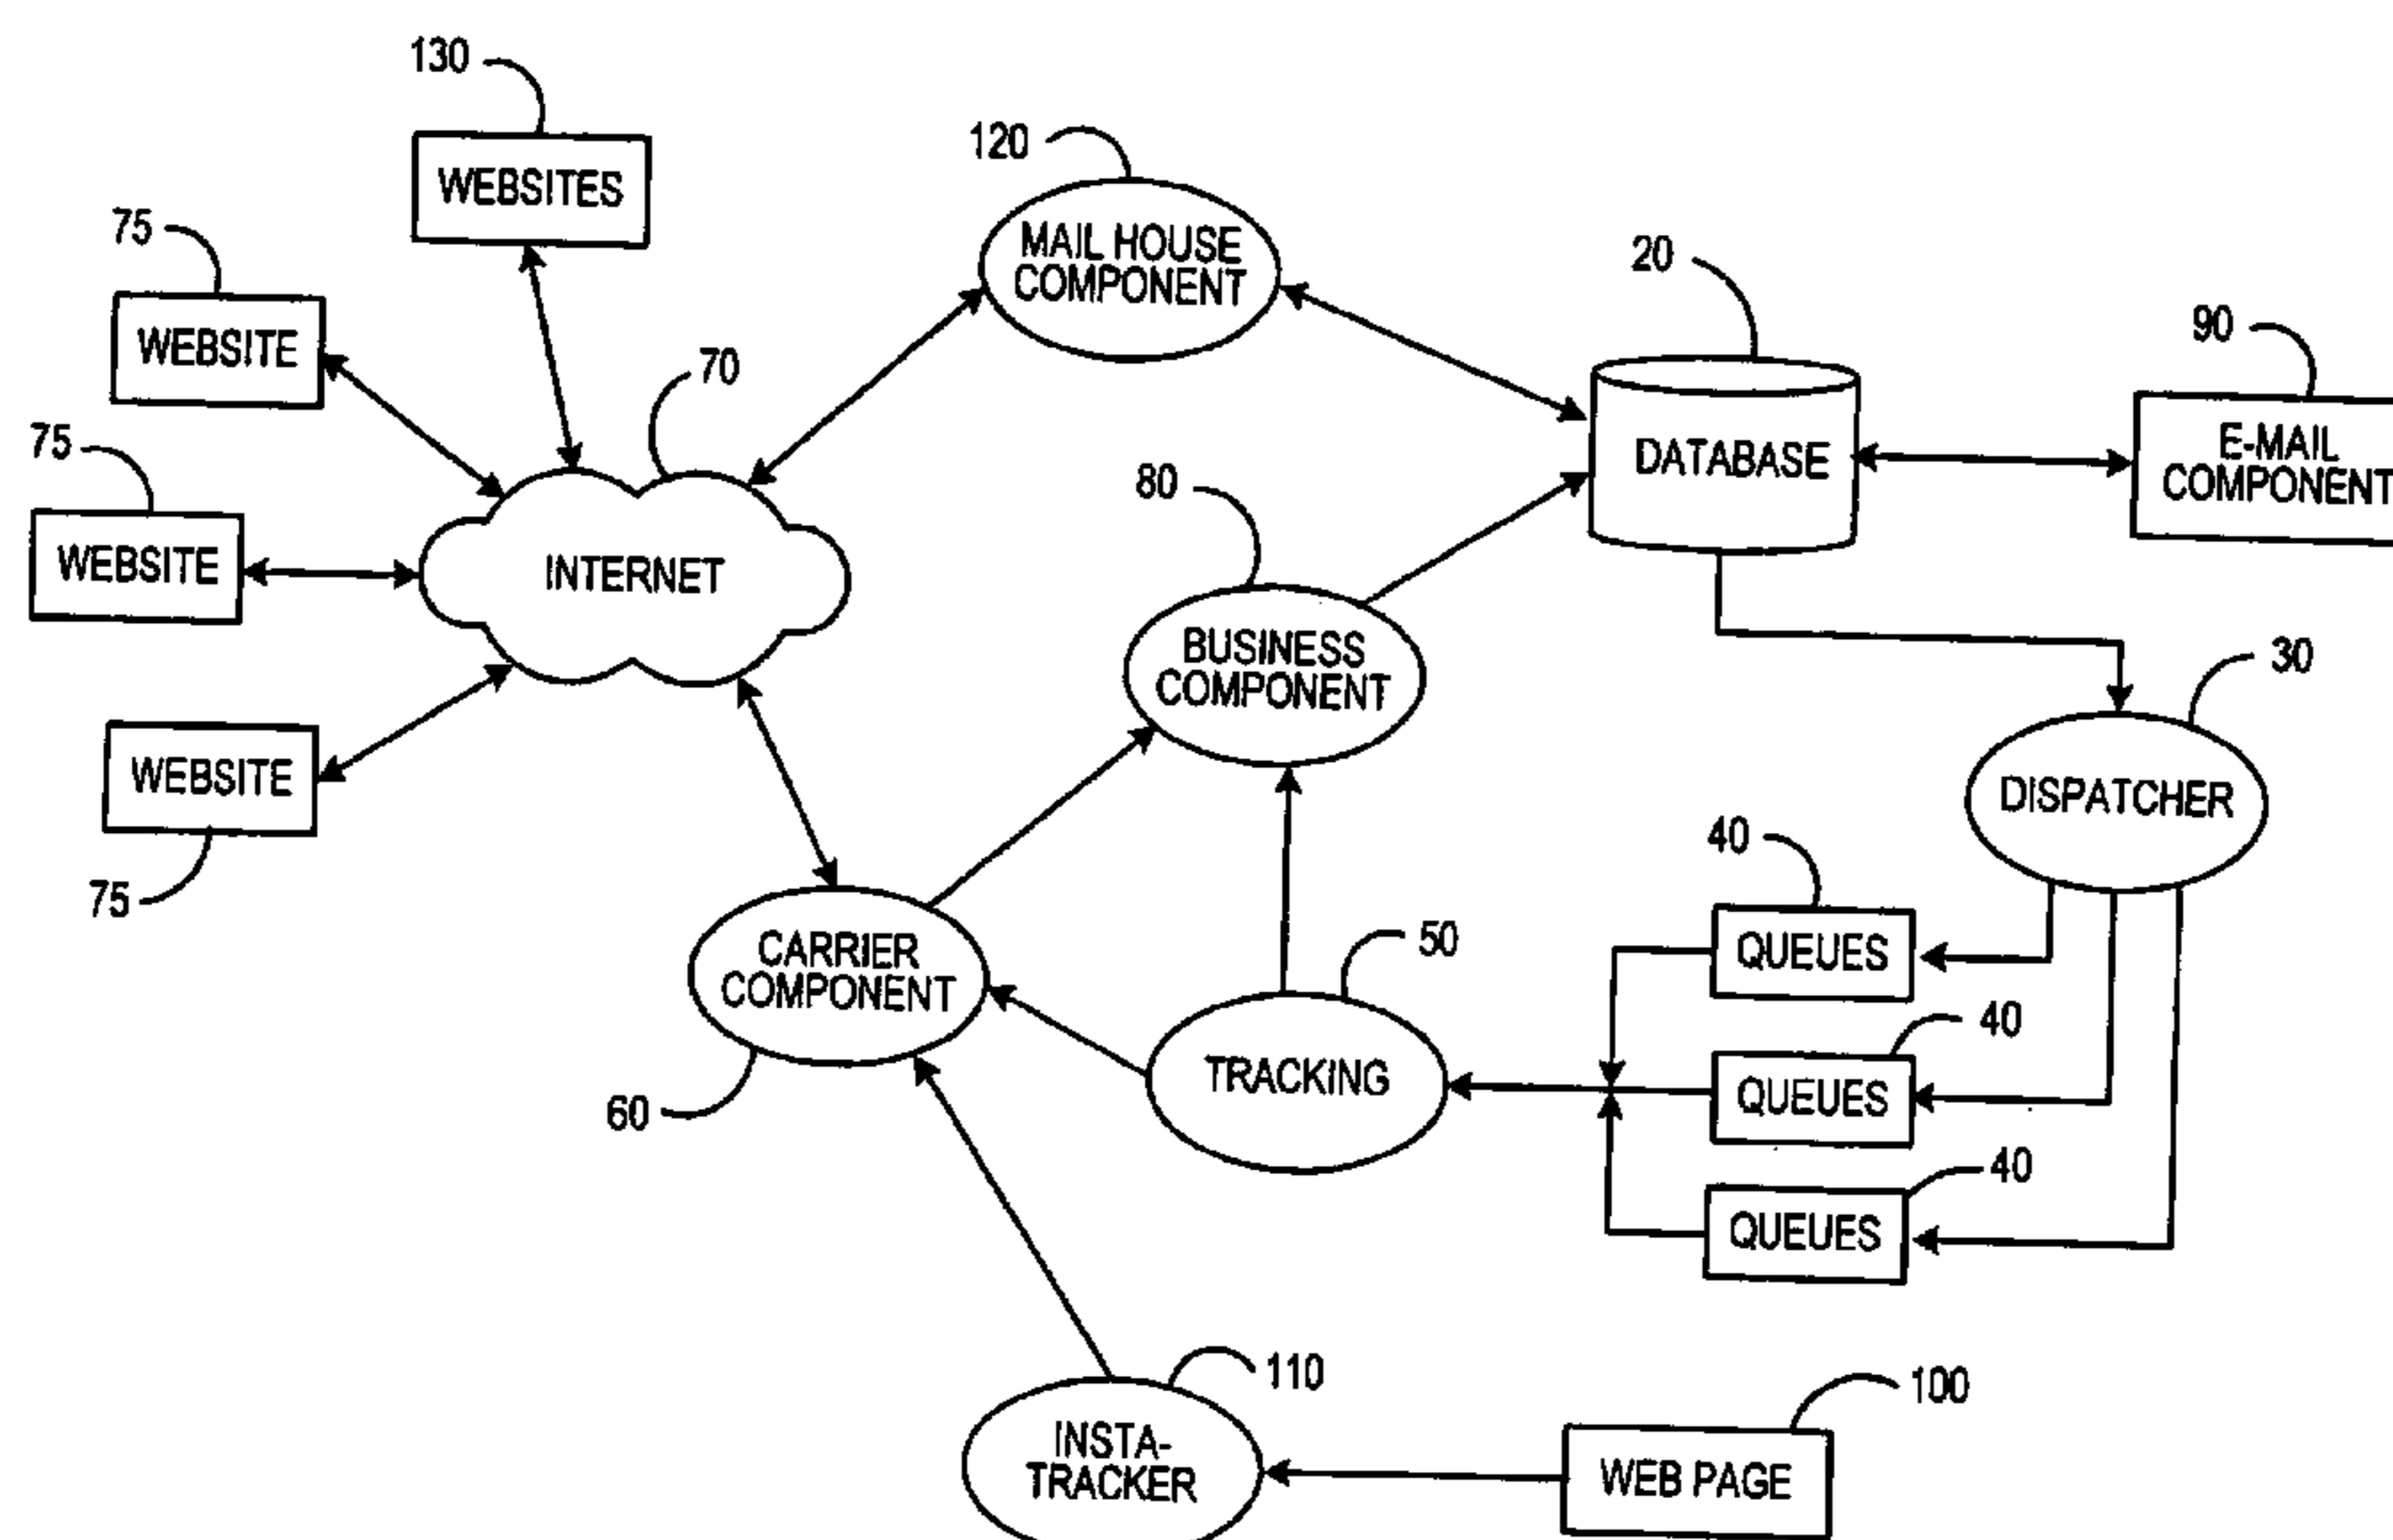 130
WEBSITES
120
MAIL HOUSE
COMPONENT
75
WEBSITE
20
DATABASE
90
E-MAIL
COMPONENT
70
INTERNET
75
WEBSITE
80
BUSINESS
COMPONENT
30
DISPATCHER
WEBSITE
75
CARRIER
COMPONENT
60
50
TRACKING
40
QUEUES
40
QUEUES
40
QUEUES
110
INSTA-
TRACKER
100
WEB PAGE